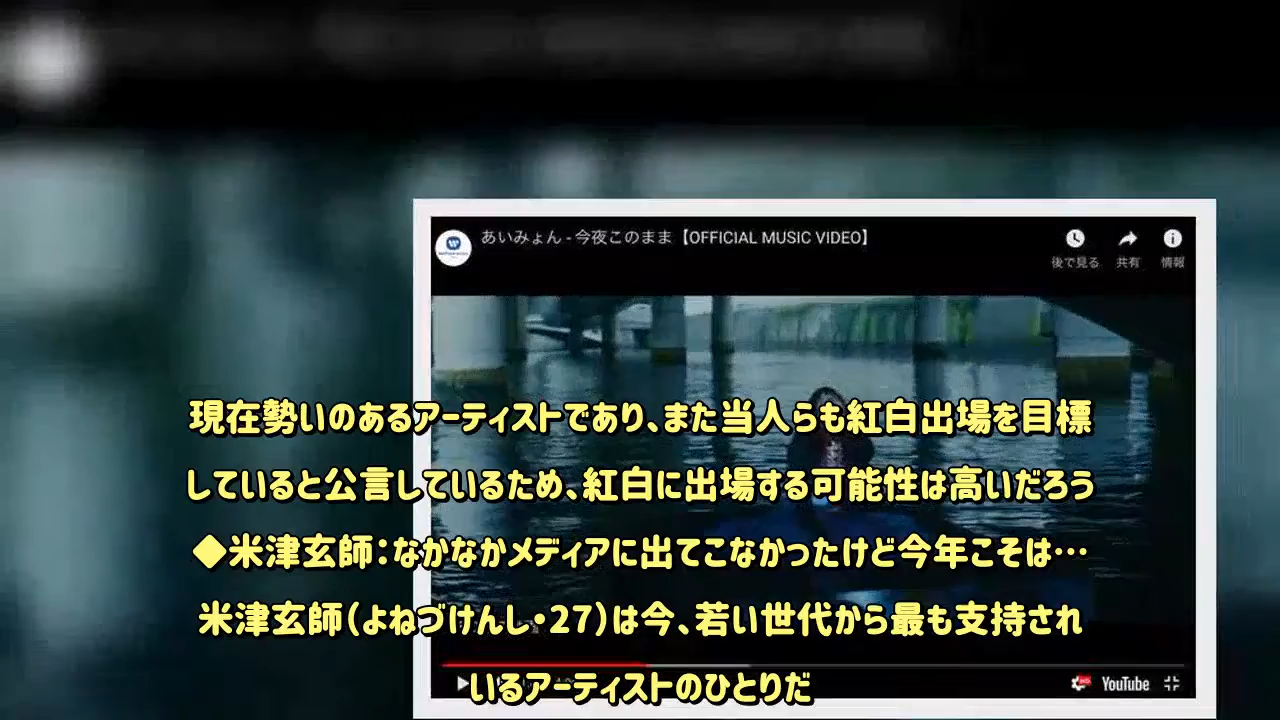 あいみょん - 今夜このまま【OFFICIAL MUSIC VIDEO】
後で見る 共有 情報
現在勢いのあるアーティストであり、また当人らも紅白出場を目標
していると公言しているため、紅白に出場する可能性は高いだろう
◆米津玄師：なかなかメディアに出てこなかったけど今年こそは…
米津玄師（よねづけんし・27）は今、若い世代から最も支持され
いるアーティストのひとりだ
YouTube